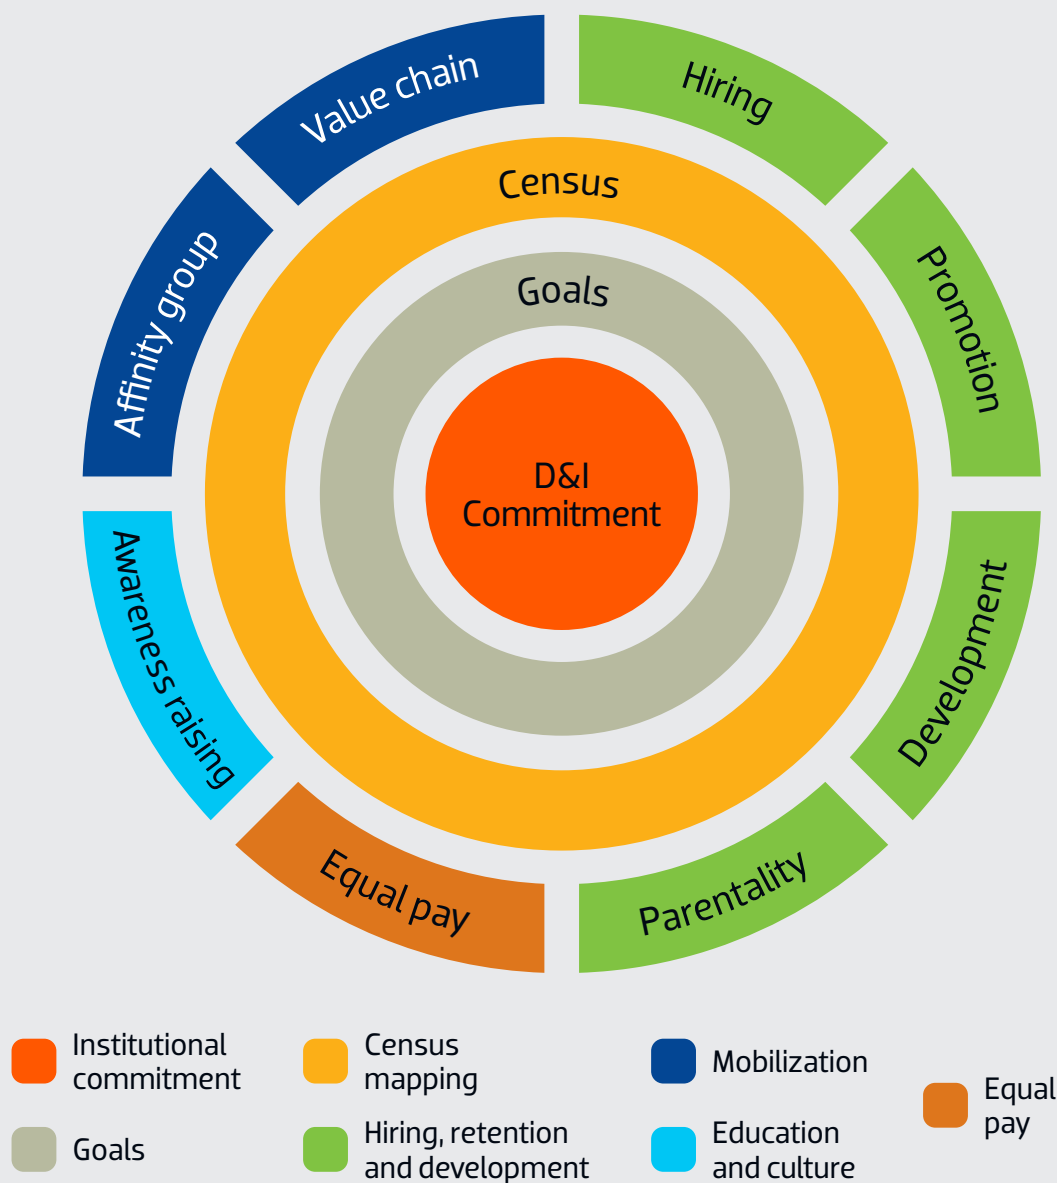 Value chain
Hiring
Census
Affinity group
Promotion
Goals
D&I
Commitment
Awareness raising
Development
Equal pay
Parentality
Institutional
commitment
Goals
Census
mapping
Hiring, retention
and development
Mobilization
Education
and culture
Equal
pay